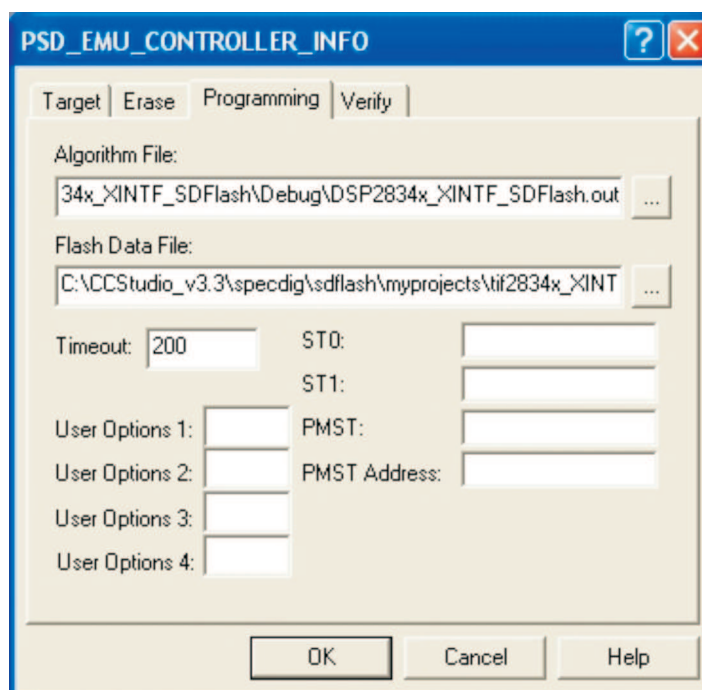 PSD_EMU_CONTROLLER_INFO
Target Erase Programming Verify
Algorithm File:
34x_XINTF_SDFlash\Debug\DSP2834x_XINTF_SDFlash.out ...
Flash Data File:
C:\CCStudio_v3.3\specdig\sdflash\myprojects\tif2834x_XINT ...
Timeout: 200 ST0:
ST1:
User Options 1: PMST:
User Options 2: PMST Address:
User Options 3:
User Options 4:
OK Cancel Help